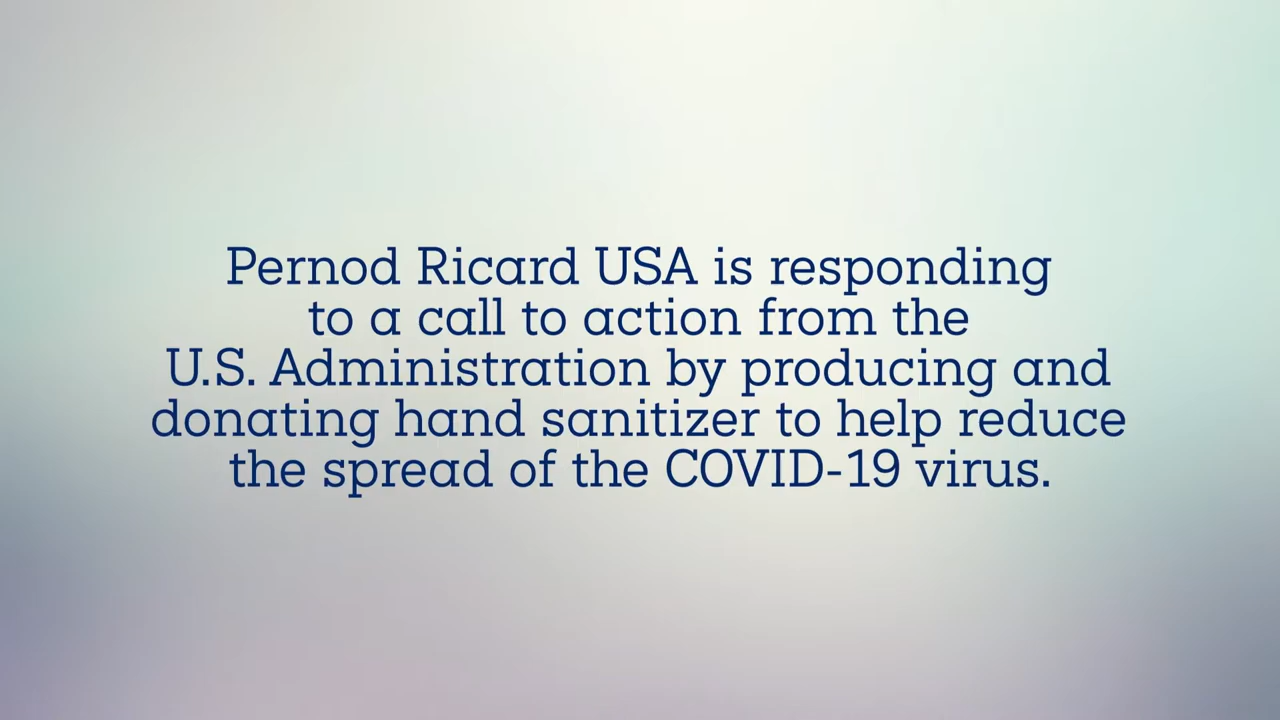 Pernod Ricard USA is responding
to a call to action from the
U.S. Administration by producing and
donating hand sanitizer to help reduce
the spread of the COVID-19 virus.